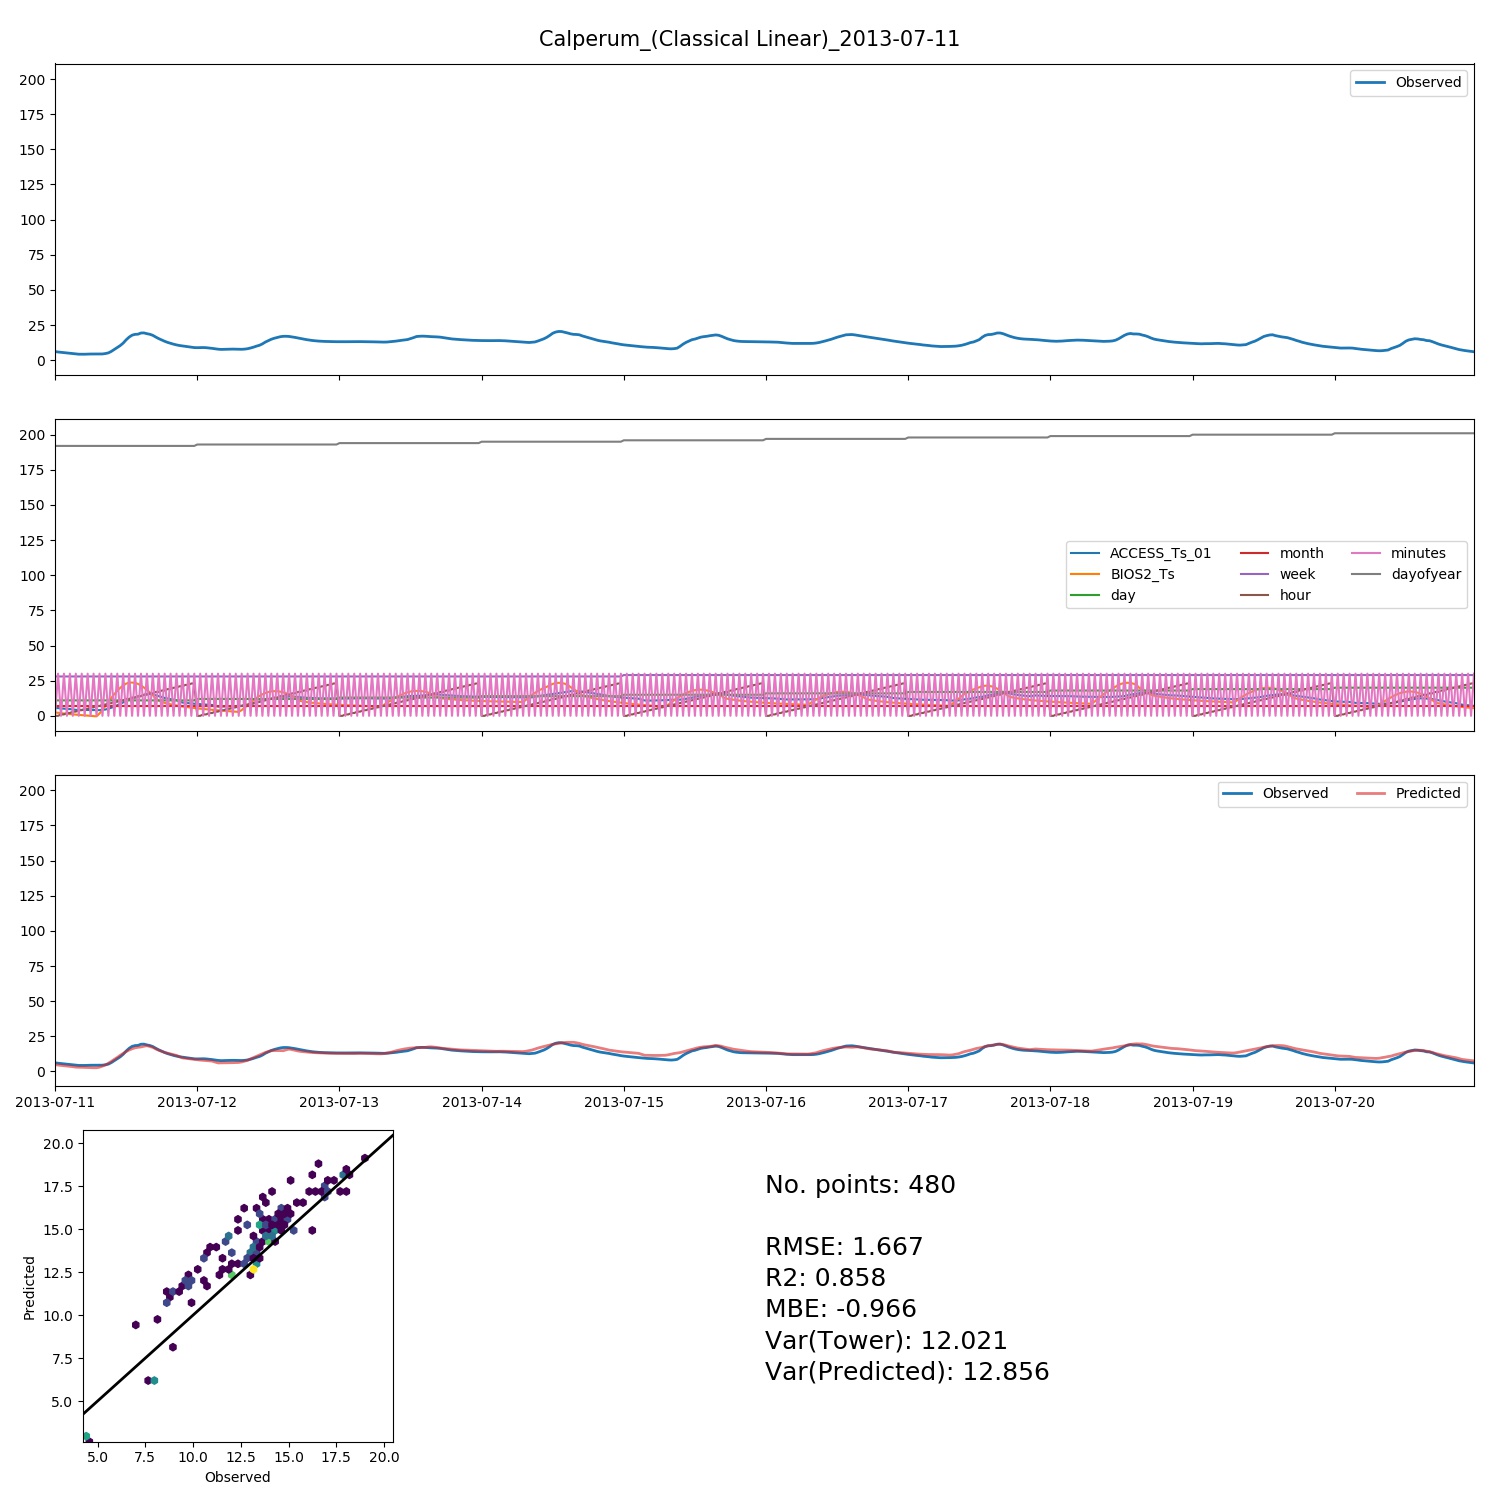 Calperum_(Classical Linear)_2013-07-11
200
175
150
125
100
75
50
25
0
Observed
200
175
150
125
100
75
50
25
0
ACCESS_Ts_01 month minutes
BIOS2_Ts week dayofyear
day hour
200
175
150
125
100
75
50
25
0
Observed Predicted
2013-07-11 2013-07-12 2013-07-13 2013-07-14 2013-07-15 2013-07-16 2013-07-17 2013-07-18 2013-07-19 2013-07-20
20.0
17.5
15.0
12.5
10.0
7.5
5.0
Predicted
5.0 7.5 10.0 12.5 15.0 17.5 20.0
Observed
No. points: 480
RMSE: 1.667
R2: 0.858
MBE: -0.966
Var(Tower): 12.021
Var(Predicted): 12.856